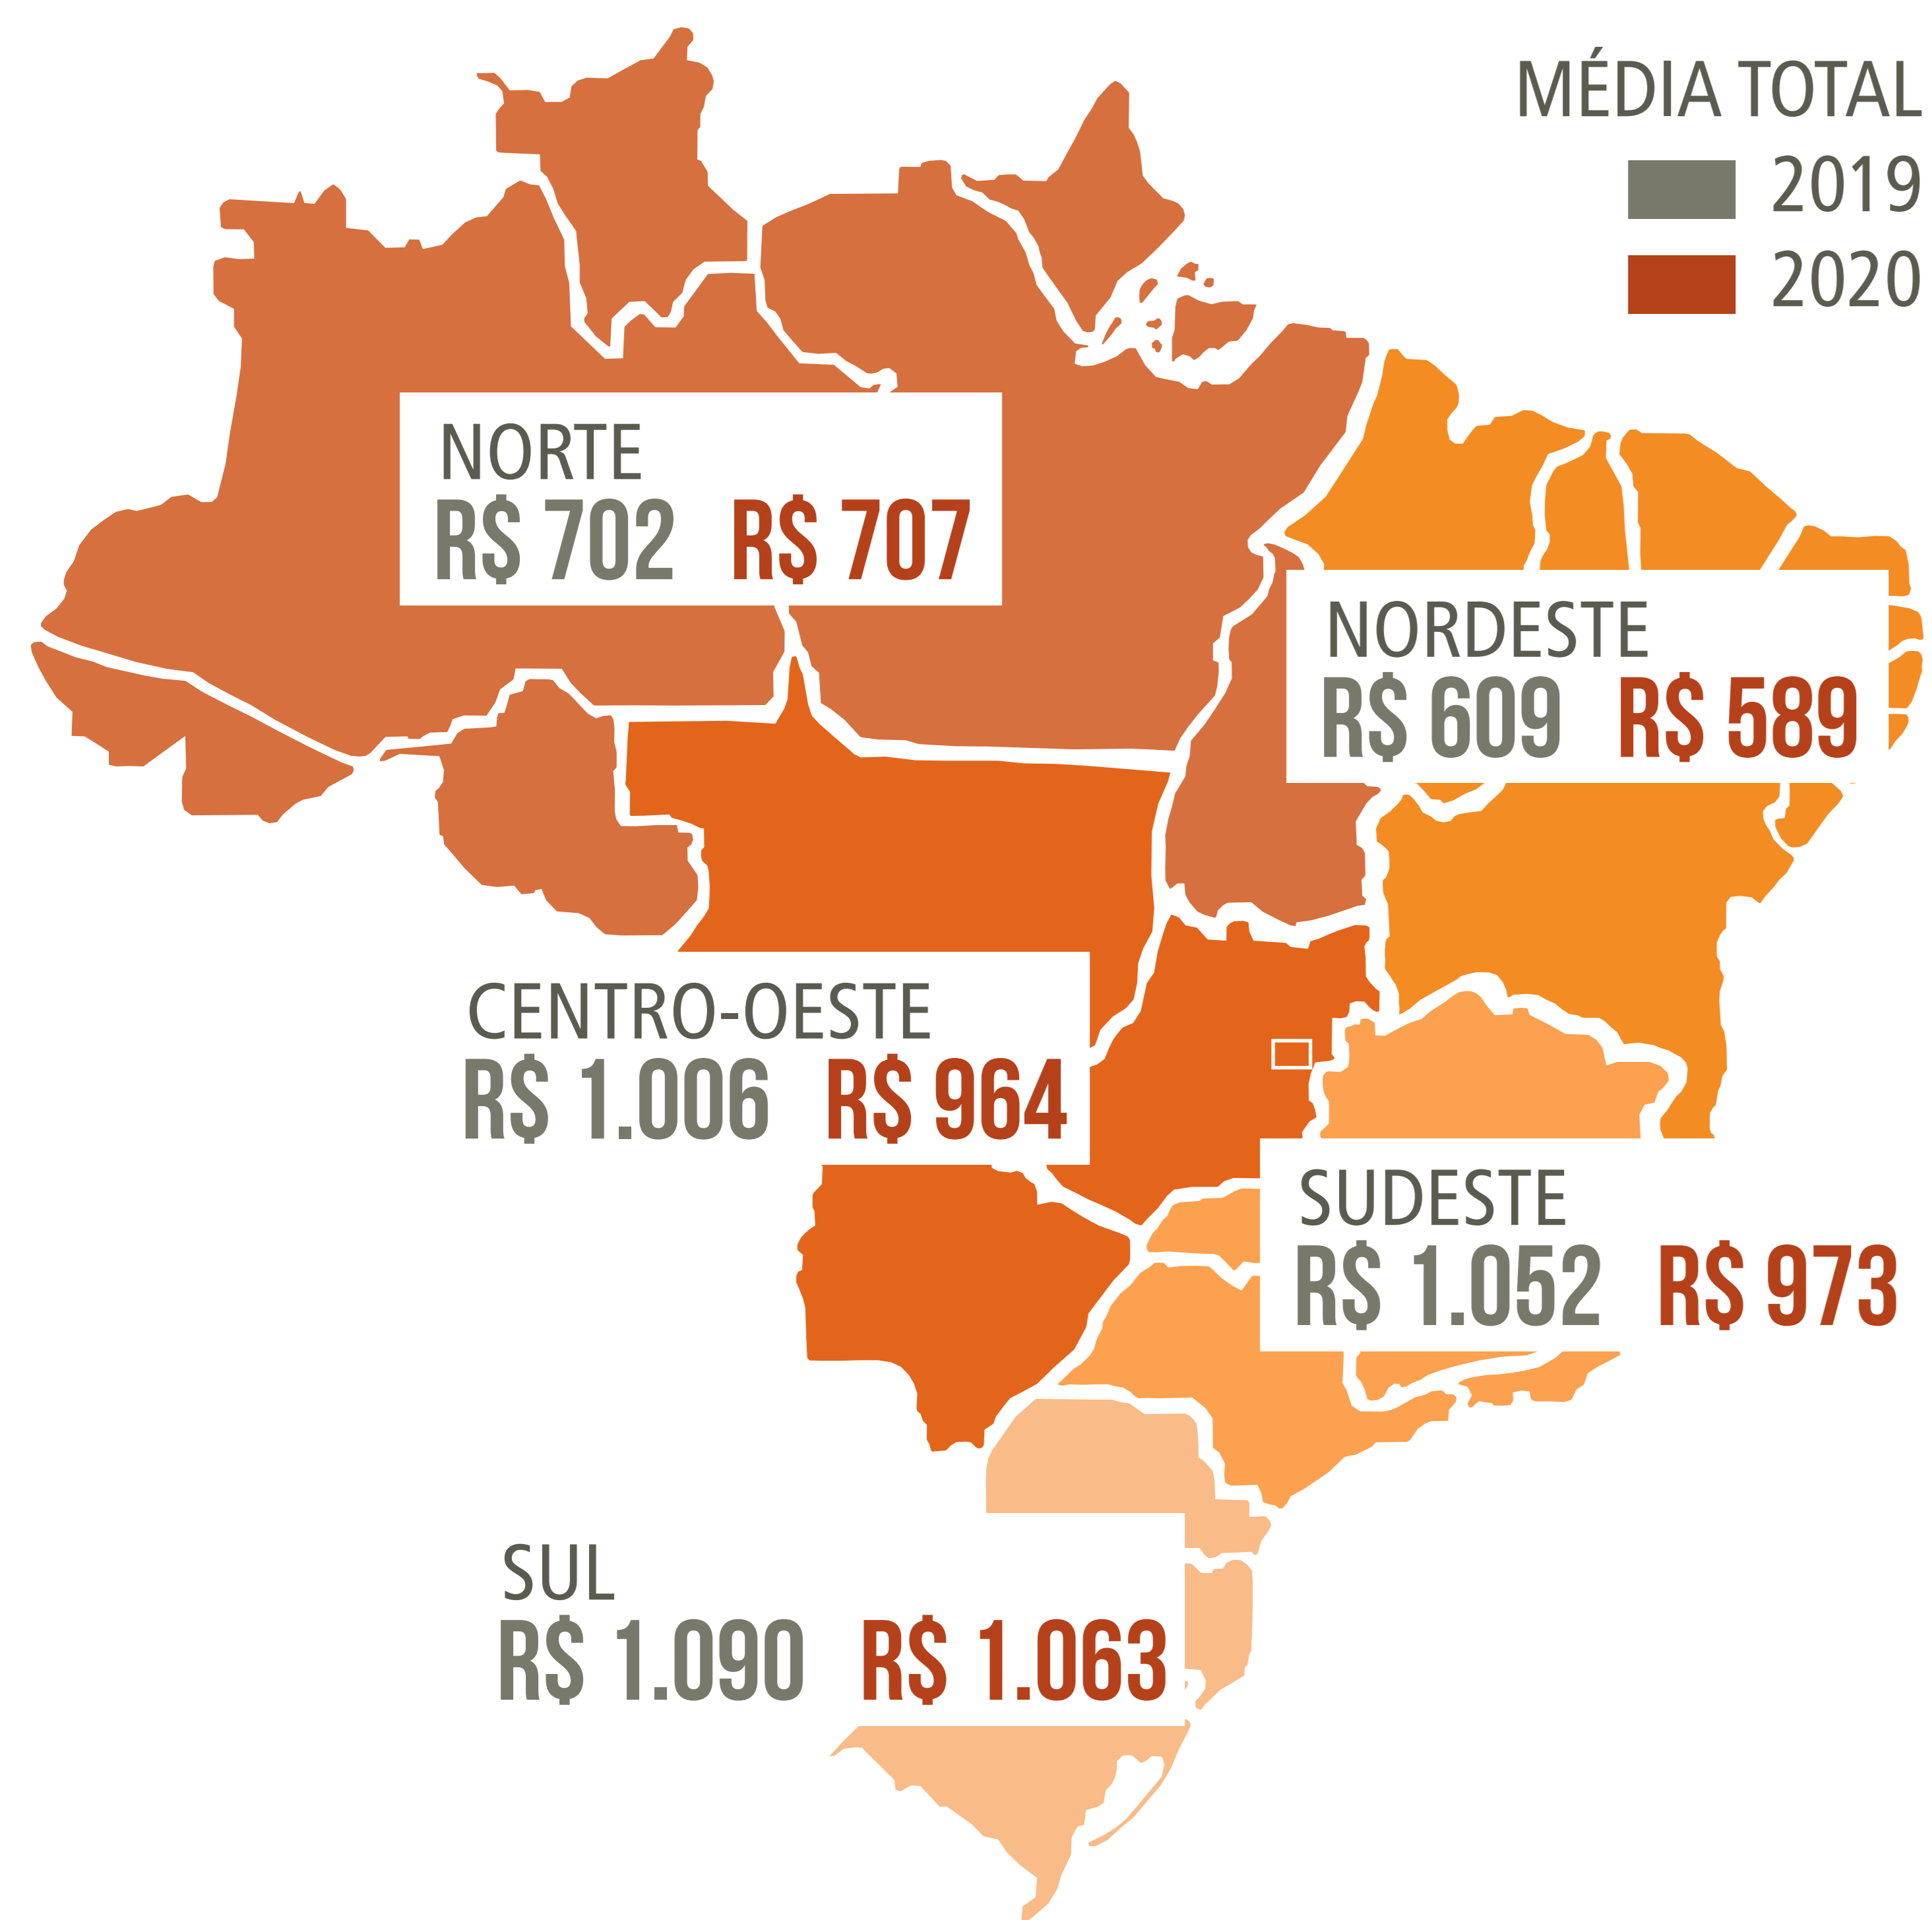 MÉDIA TOTAL
2019
2020
NORTE
R$ 702 R$ 707
NORDESTE
R$ 609 R$ 589
CENTRO-OESTE
R$ 1.006 R$ 964
SUDESTE
R$ 1.052 R$ 973
SUL
R$ 1.090 R$ 1.063